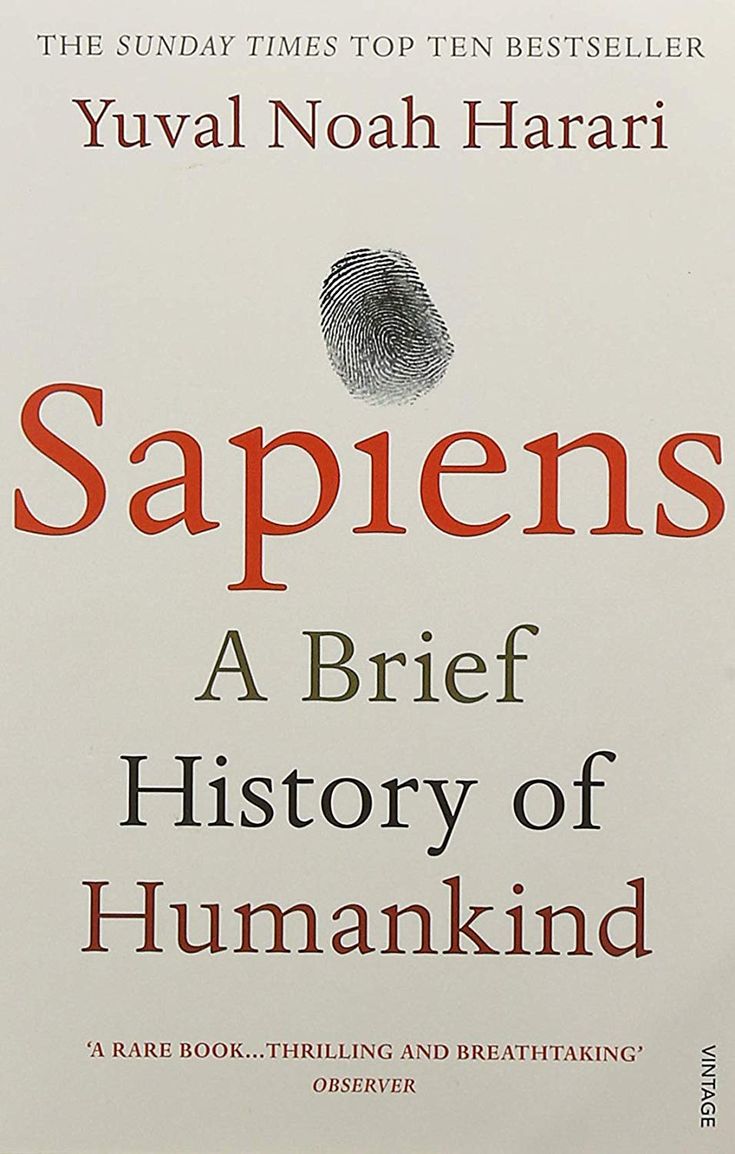 THE SUNDAY TIMES TOP TEN BESTSELLER
Yuval Noah Harari
Sapiens
A Brief
History of
Humankind
‘A RARE BOOK...THRILLING AND BREATHTAKING’
OBSERVER
VINTAGE